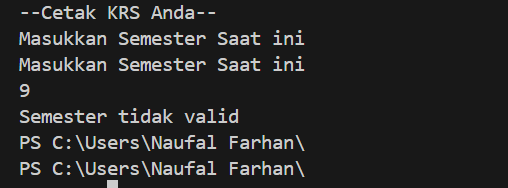 --Cetak KRS Anda--
Masukkan Semester Saat ini
Masukkan Semester Saat ini
9
Semester tidak valid
PS C:\Users\Naufal Farhan\
PS C:\Users\Naufal Farhan\